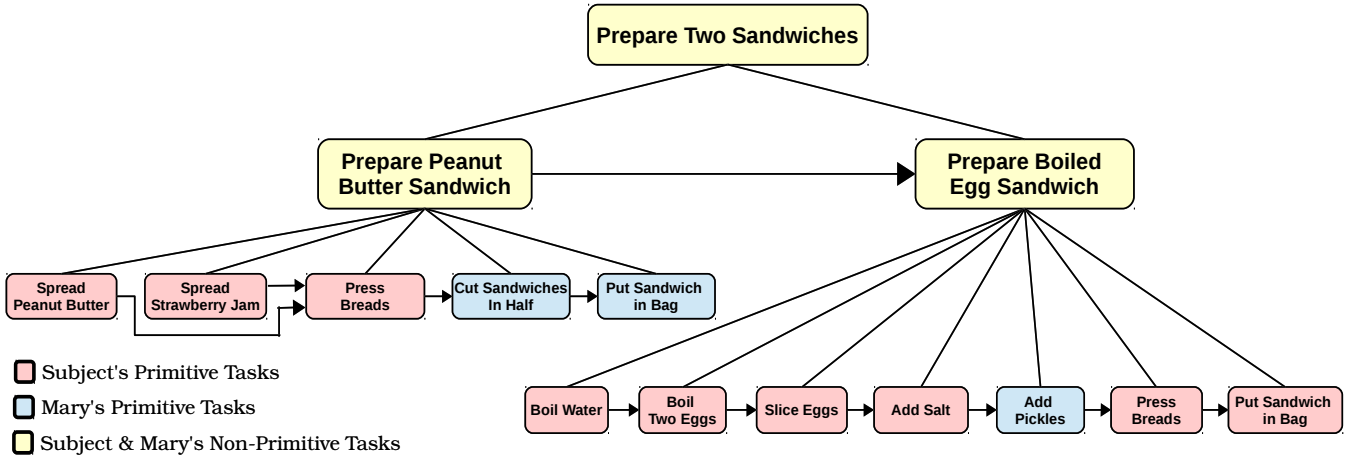 Prepare Two Sandwiches
Prepare Peanut
Butter Sandwich
Prepare Boiled
Egg Sandwich
Spread
Peanut Butter
Spread
Strawberry Jam
Press
Breads
Cut Sandwiches
In Half
Put Sandwich
in Bag
Subject's Primitive Tasks
Mary's Primitive Tasks
Subject & Mary's Non-Primitive Tasks
Boil Water
Boil
Two Eggs
Slice Eggs
Add Salt
Add
Pickles
Press
Breads
Put Sandwich
in Bag